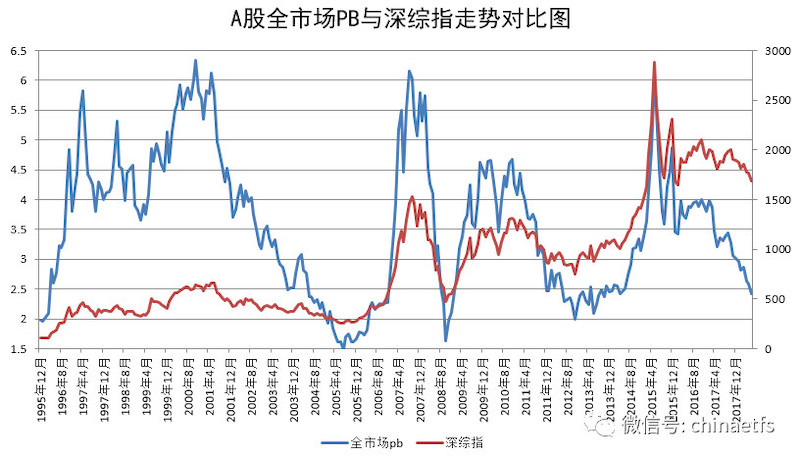 A股全市场PB与深综指走势对比图
6.5
6
5.5
5
4.5
4
3.5
3
2.5
2
1.5
3000
2500
2000
1500
1000
500
0
1995年12月
1996年8月
1997年4月
1997年12月
1998年8月
1999年4月
1999年12月
2000年8月
2001年4月
2001年12月
2002年8月
2003年4月
2003年12月
2004年8月
2005年4月
2005年12月
2006年8月
2007年4月
2007年12月
2008年8月
2009年4月
2009年12月
2010年8月
2011年4月
2011年12月
2012年8月
2013年4月
2013年12月
2014年8月
2015年4月
2015年12月
2016年8月
2017年4月
2017年12月
全市场pb
深综指
微信号: chinaetfs